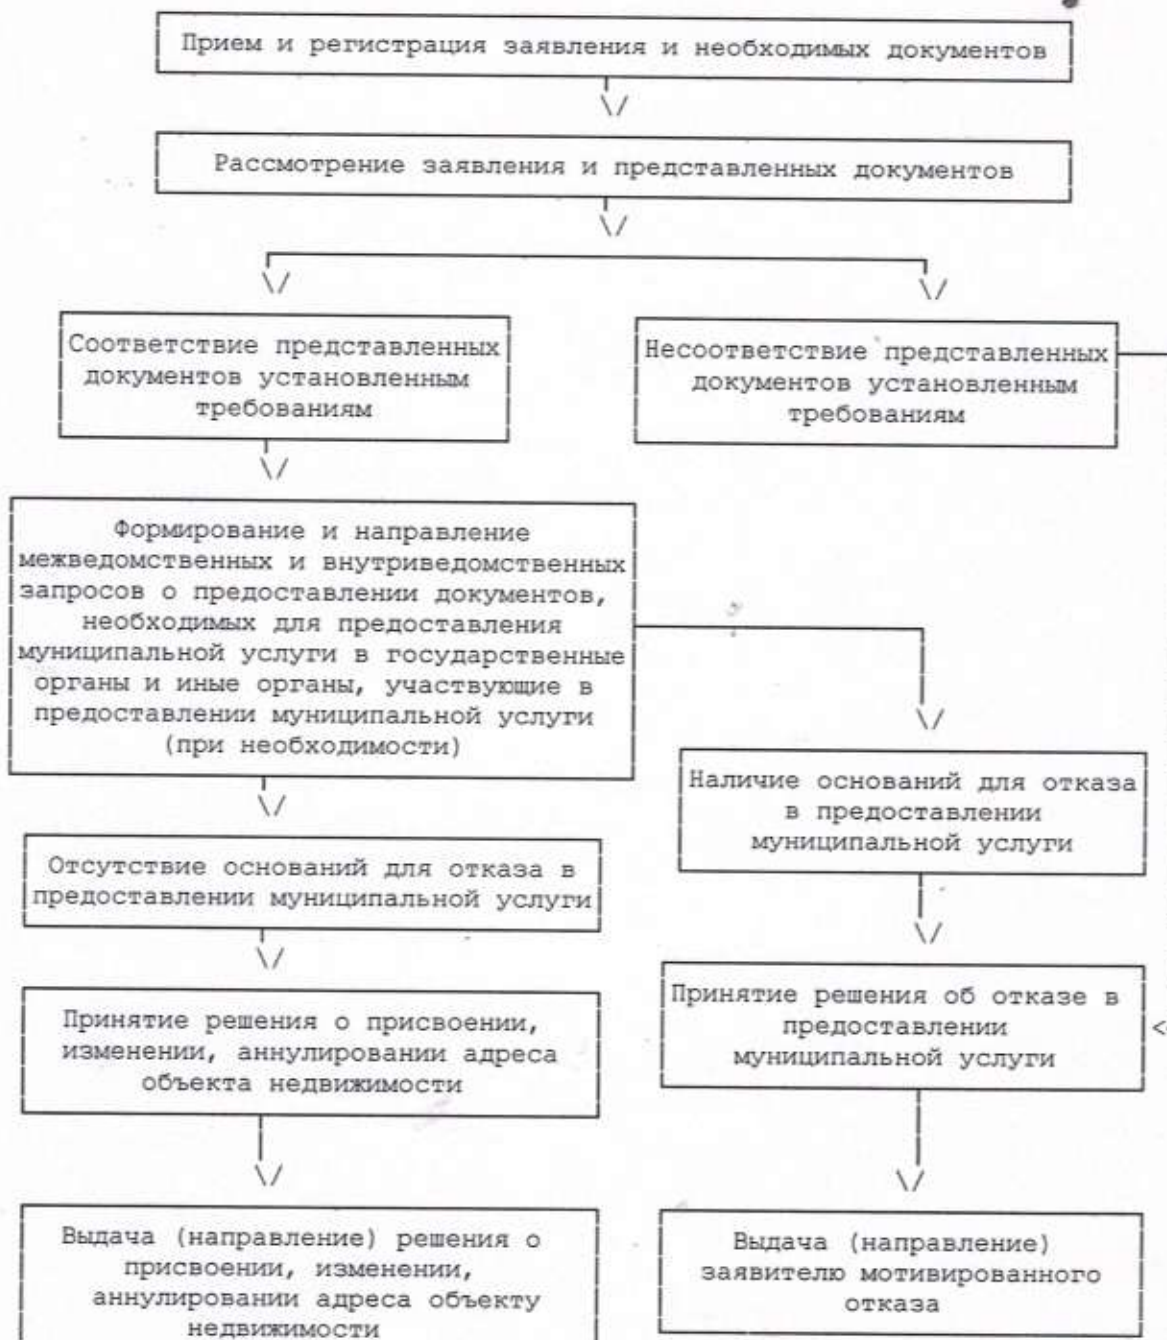 Прием и регистрация заявления и необходимых документов
Рассмотрение заявления и представленных документов
Соответствие представленных
документов установленным
требованиям
Несоответствие представленных
документов установленным
требованиям
Формирование и направление
межведомственных и внутриведомственных
запросов о предоставлении документов,
необходимых для предоставления
муниципальной услуги в государственные
органы и иные органы, участвующие в
предоставлении муниципальной услуги
(при необходимости)
Наличие оснований для отказа
в предоставлении
муниципальной услуги
Отсутствие оснований для отказа в
предоставлении муниципальной услуги
Принятие решения о присвоении,
изменении, аннулировании адреса
объекта недвижимости
Принятие решения об отказе в
предоставлении
муниципальной услуги
Выдача (направление) решения о
присвоении, изменении,
аннулировании адреса объекту
недвижимости
Выдача (направление)
заявителю мотивированного
отказа